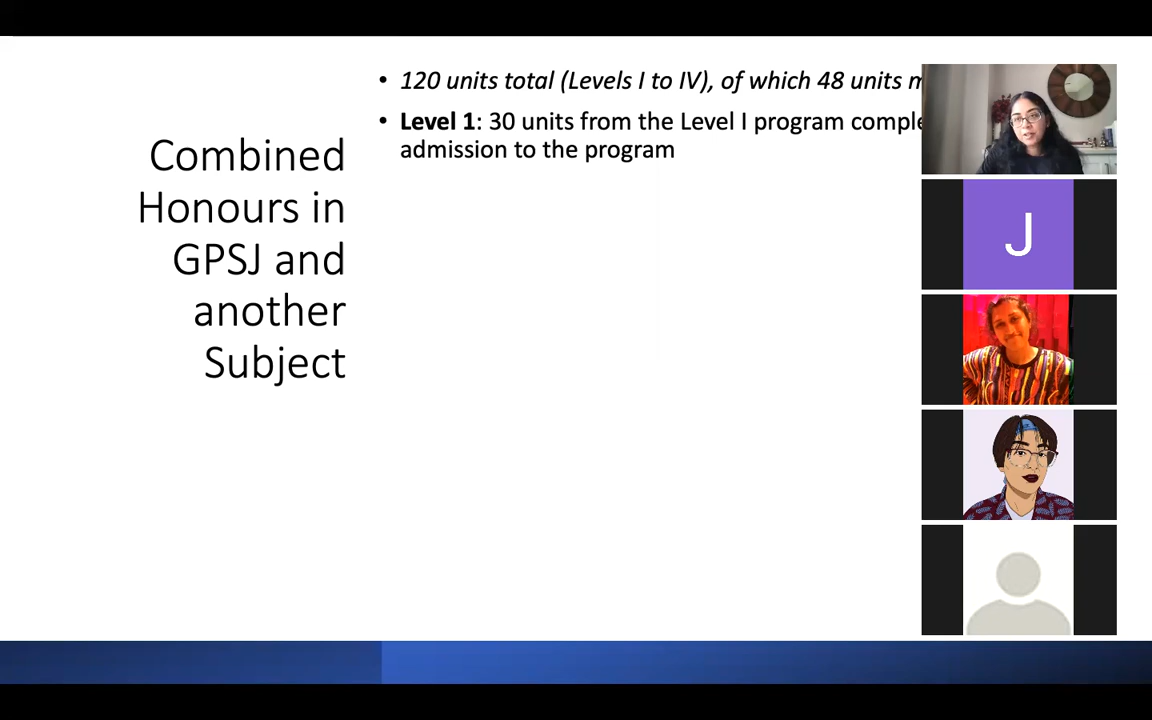 Combined
Honours in
GPSJ and
another
Subject
• 120 units total (Levels I to IV), of which 48 units
• Level 1: 30 units from the Level I program
admission to the program
J